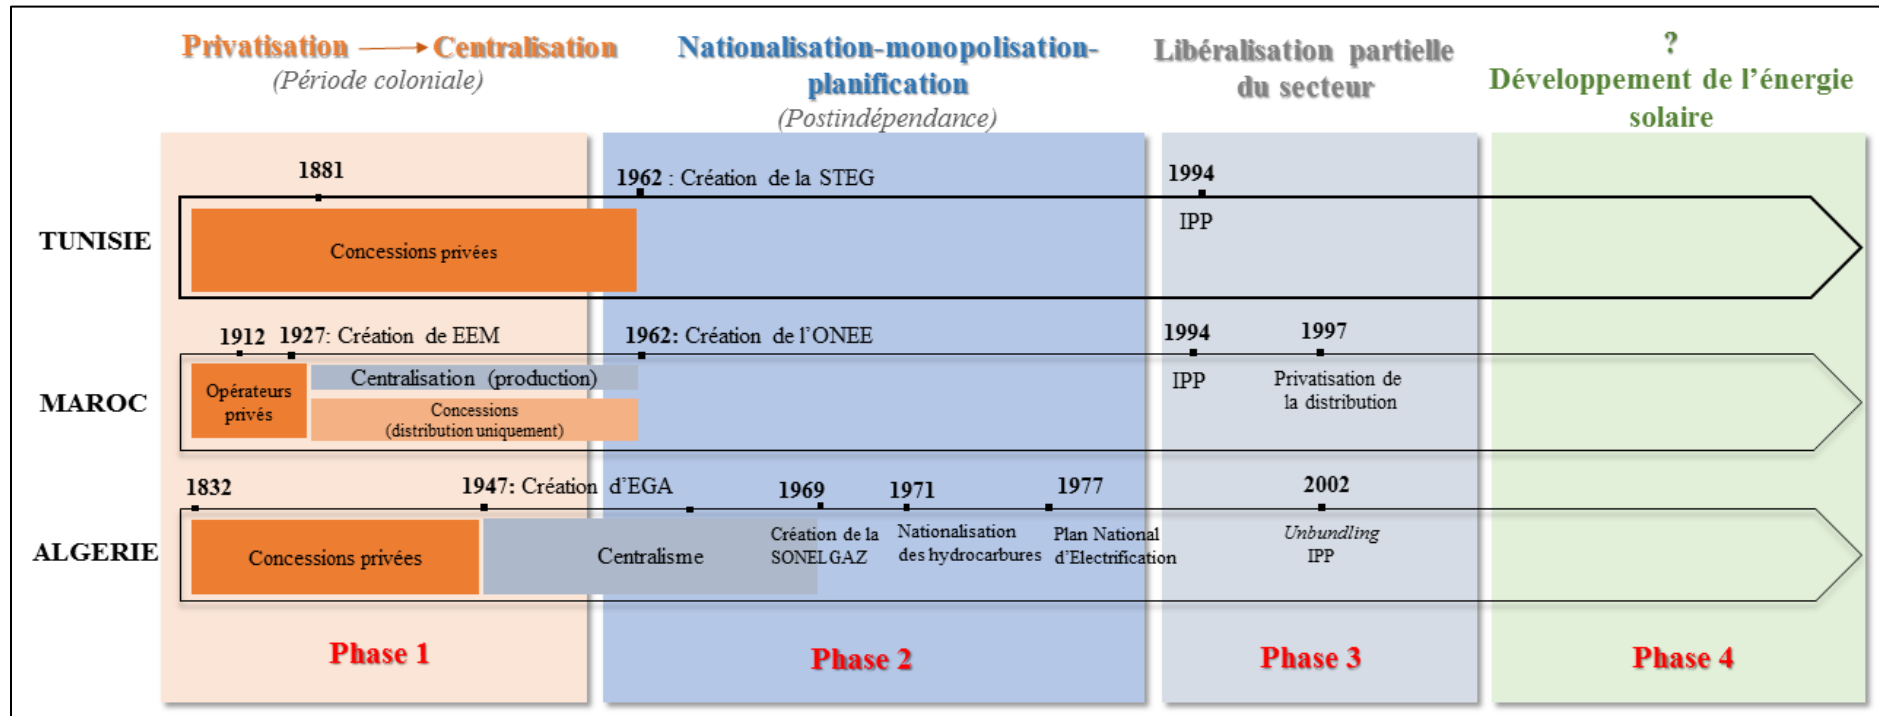 Privatisation → Centralisation
(Période coloniale)
Nationalisation-monopolisation-
planification
(Postindépendance)
Libéralisation partielle
du secteur
?
Développement de l'énergie
solaire
TUNISIE
1881
1962 : Création de la STEG
1994
IPP
Concessions privées
MAROC
1912
1927: Création de EEM
1962: Création de l'ONEE
1994
1997
Opérateurs
privés
Centralisation (production)
Concessions
(distribution uniquement)
IPP
Privatisation de
la distribution
ALGERIE
1832
1947: Création d'EGA
1969
1971
1977
2002
Concessions privées
Centralisme
Création de la
SONELGAZ
Nationalisation
des hydrocarbures
Plan National
d'Electrification
Unbundling
IPP
Phase 1
Phase 2
Phase 3
Phase 4